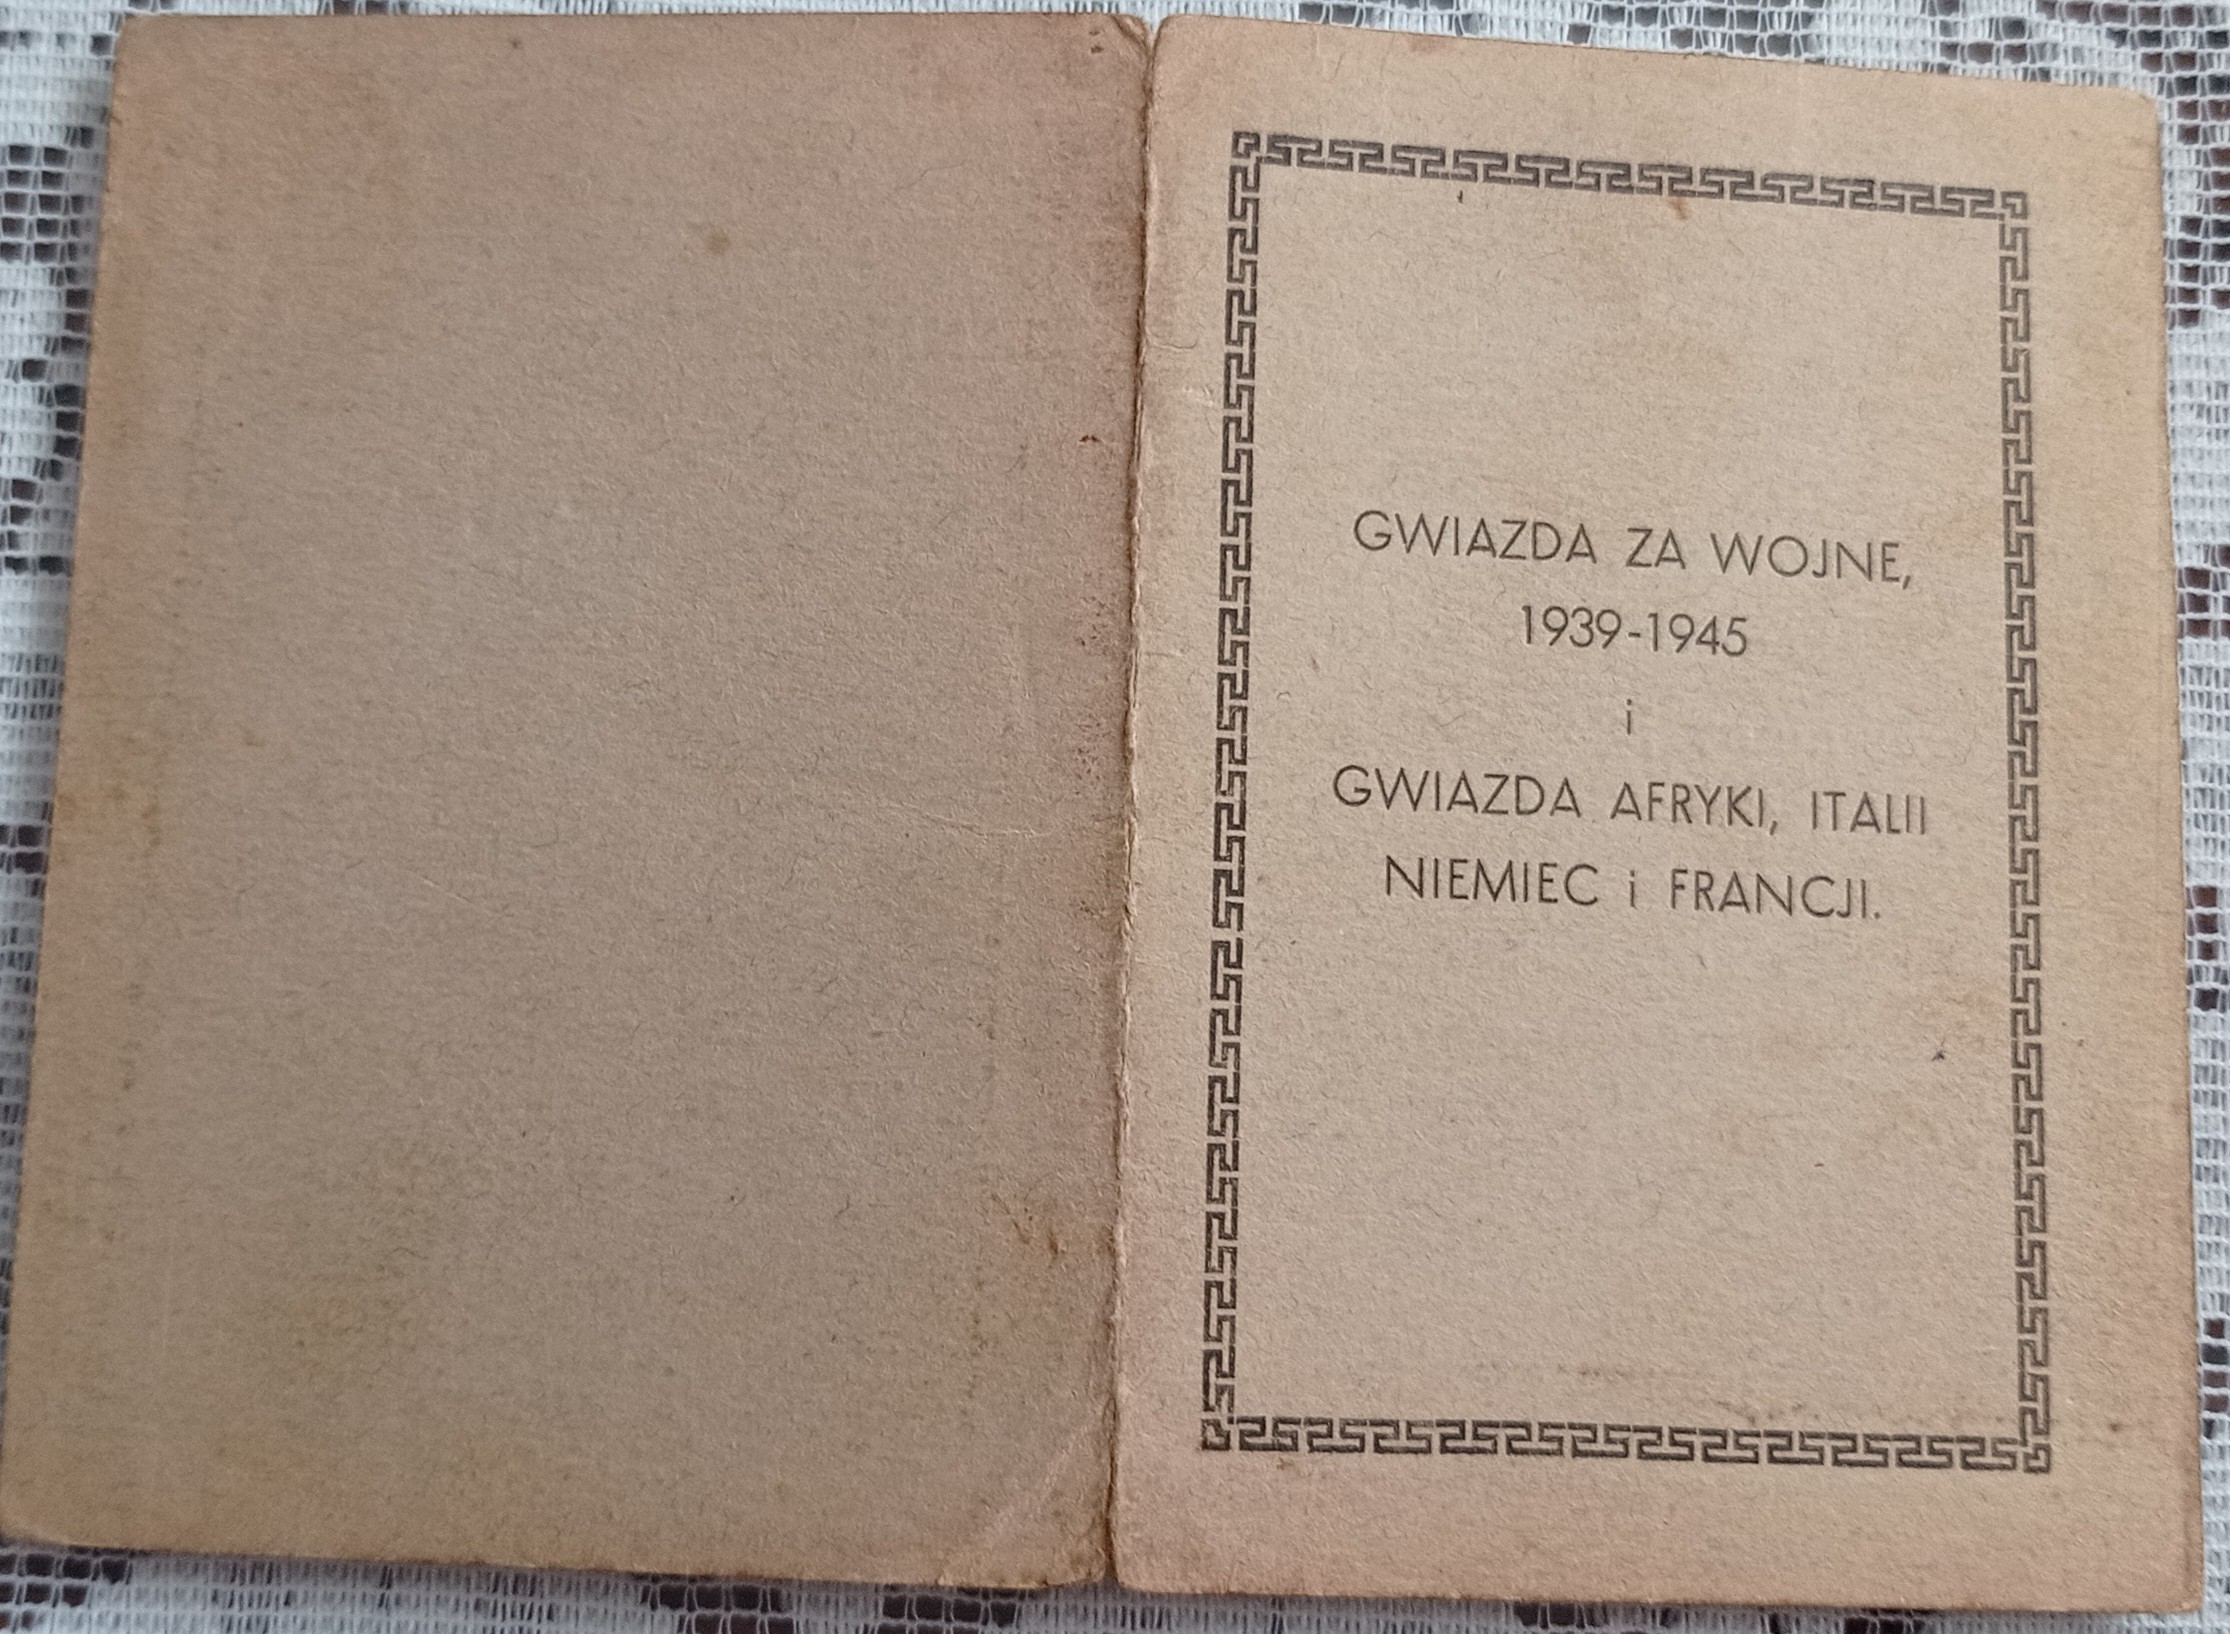 GWIAZDA ZA WOJNE,
1939-1945
i
GWIAZDA AFRYKI, ITALII
NIEMIEC i FRANCJI.